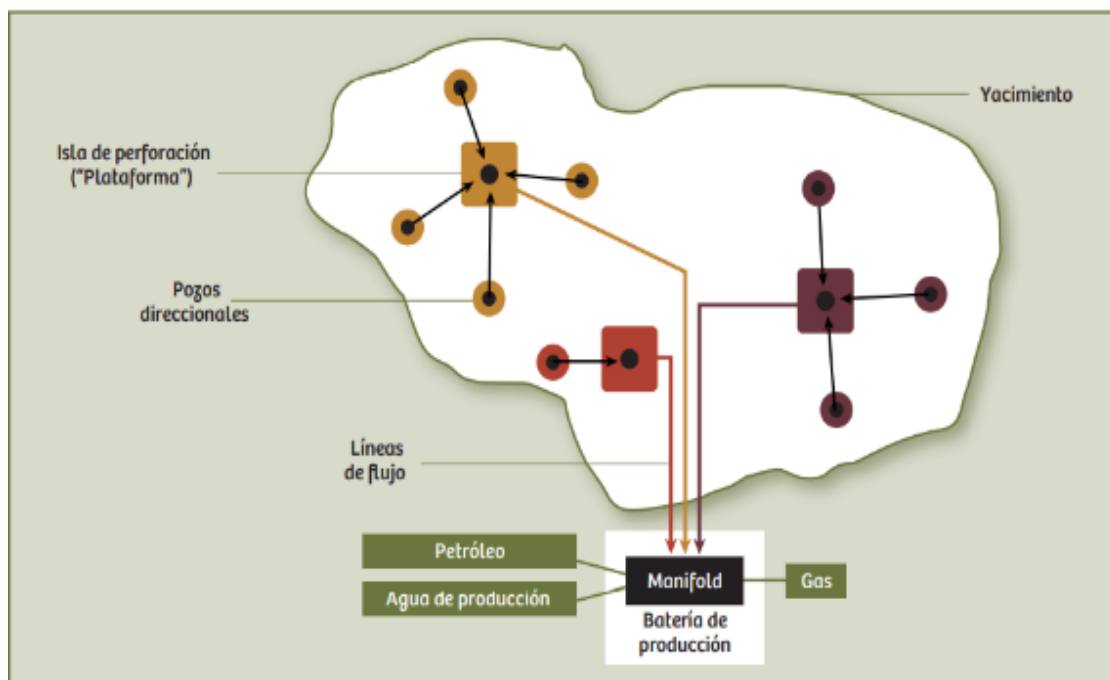 Yacimiento
Isla de perforación
("Plataforma")
Pozos
direccionales
Líneas
de flujo
Petróleo
Agua de producción
Manifold
Gas
Batería de
producción